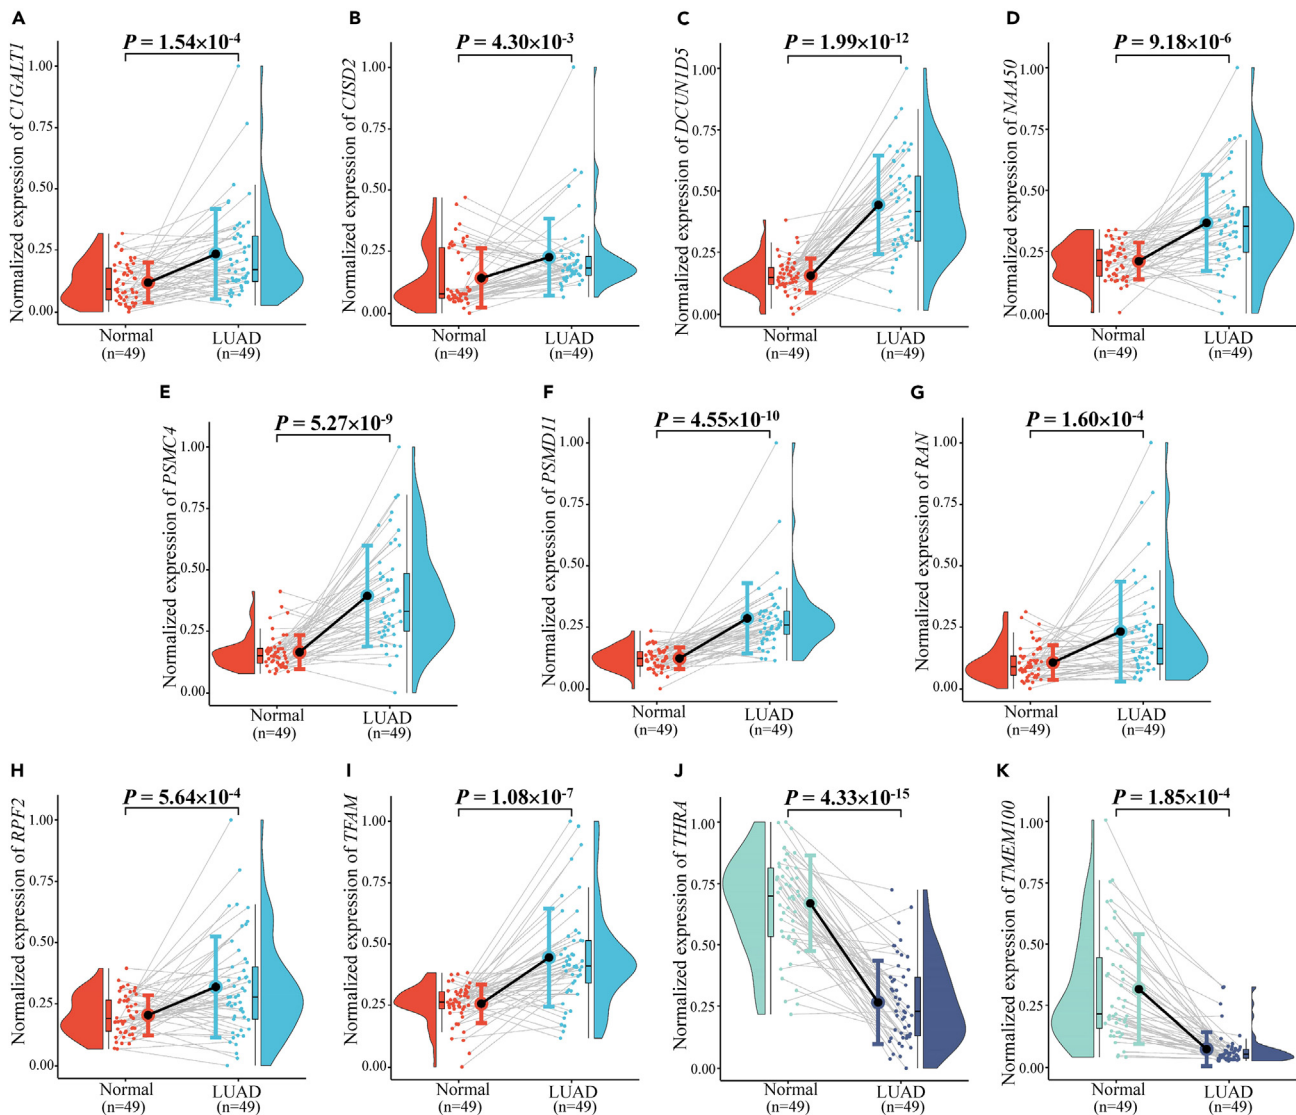 A
P = 1.54×10-4
Normalized expression of C1GALT1
1.00
0.75
0.50
0.25
0.00
Normal
(n=49)
LUAD
(n=49)
B
P = 4.30×10-3
Normalized expression of CISD2
1.00
0.75
0.50
0.25
0.00
Normal
(n=49)
LUAD
(n=49)
C
P = 1.99×10-12
Normalized expression of DCUN1D5
1.00
0.75
0.50
0.25
0.00
Normal
(n=49)
LUAD
(n=49)
D
P = 9.18×10-6
Normalized expression of NAA50
1.00
0.75
0.50
0.25
0.00
Normal
(n=49)
LUAD
(n=49)
E
P = 5.27×10-9
Normalized expression of PSMC4
1.00
0.75
0.50
0.25
0.00
Normal
(n=49)
LUAD
(n=49)
F
P = 4.55×10-10
Normalized expression of PSMD11
1.00
0.75
0.50
0.25
0.00
Normal
(n=49)
LUAD
(n=49)
G
P = 1.60×10-4
Normalized expression of RAN
1.00
0.75
0.50
0.25
0.00
Normal
(n=49)
LUAD
(n=49)
H
P = 5.64×10-4
Normalized expression of RPF2
1.00
0.75
0.50
0.25
0.00
Normal
(n=49)
LUAD
(n=49)
I
P = 1.08×10-7
Normalized expression of TFAM
1.00
0.75
0.50
0.25
0.00
Normal
(n=49)
LUAD
(n=49)
J
P = 4.33×10-15
Normalized expression of THRA
1.00
0.75
0.50
0.25
0.00
Normal
(n=49)
LUAD
(n=49)
K
P = 1.85×10-4
Normalized expression of TMEM100
1.00
0.75
0.50
0.25
0.00
Normal
(n=49)
LUAD
(n=49)